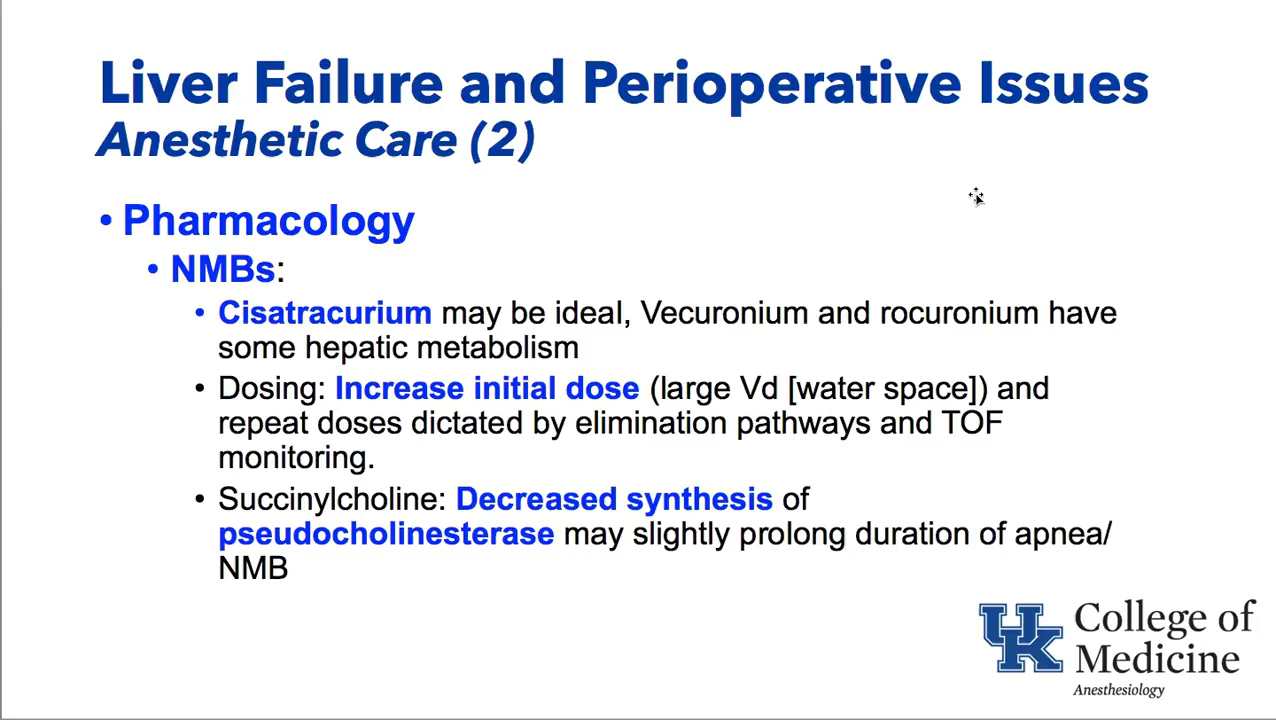 Liver Failure and Perioperative Issues
Anesthetic Care (2)
• Pharmacology
• NMBs:
• Cisatracurium may be ideal, Vecuronium and rocuronium have
some hepatic metabolism
• Dosing: Increase initial dose (large Vd [water space]) and
repeat doses dictated by elimination pathways and TOF
monitoring.
• Succinylcholine: Decreased synthesis of
pseudocholinesterase may slightly prolong duration of apnea/
NMB
UK College of
Medicine
Anesthesiology